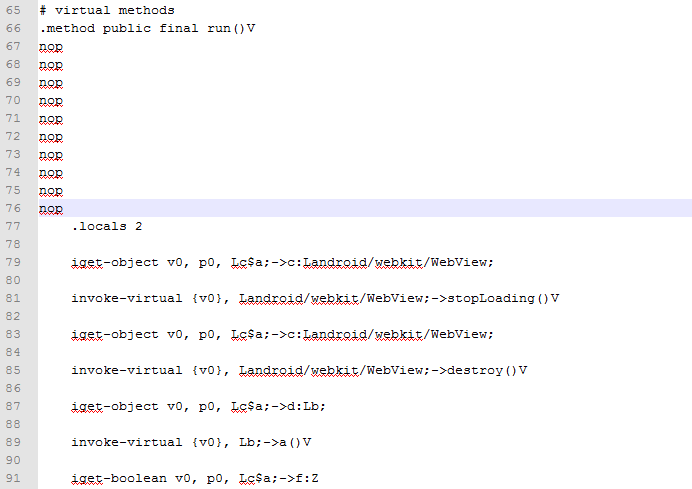 65 # virtual methods
66 .method public final run()V
67 nop
68 nop
69 nop
70 nop
71 nop
72 nop
73 nop
74 nop
75 nop
76 nop
77     .locals 2
78
79     iget-object v0, p0, Lc$a;->c:Landroid/webkit/WebView;
80
81     invoke-virtual {v0}, Landroid/webkit/WebView;->stopLoading()V
82
83     iget-object v0, p0, Lc$a;->c:Landroid/webkit/WebView;
84
85     invoke-virtual {v0}, Landroid/webkit/WebView;->destroy()V
86
87     iget-object v0, p0, Lc$a;->d:Lb;
88
89     invoke-virtual {v0}, Lb;->a()V
90
91     iget-boolean v0, p0, Lc$a;->f:Z